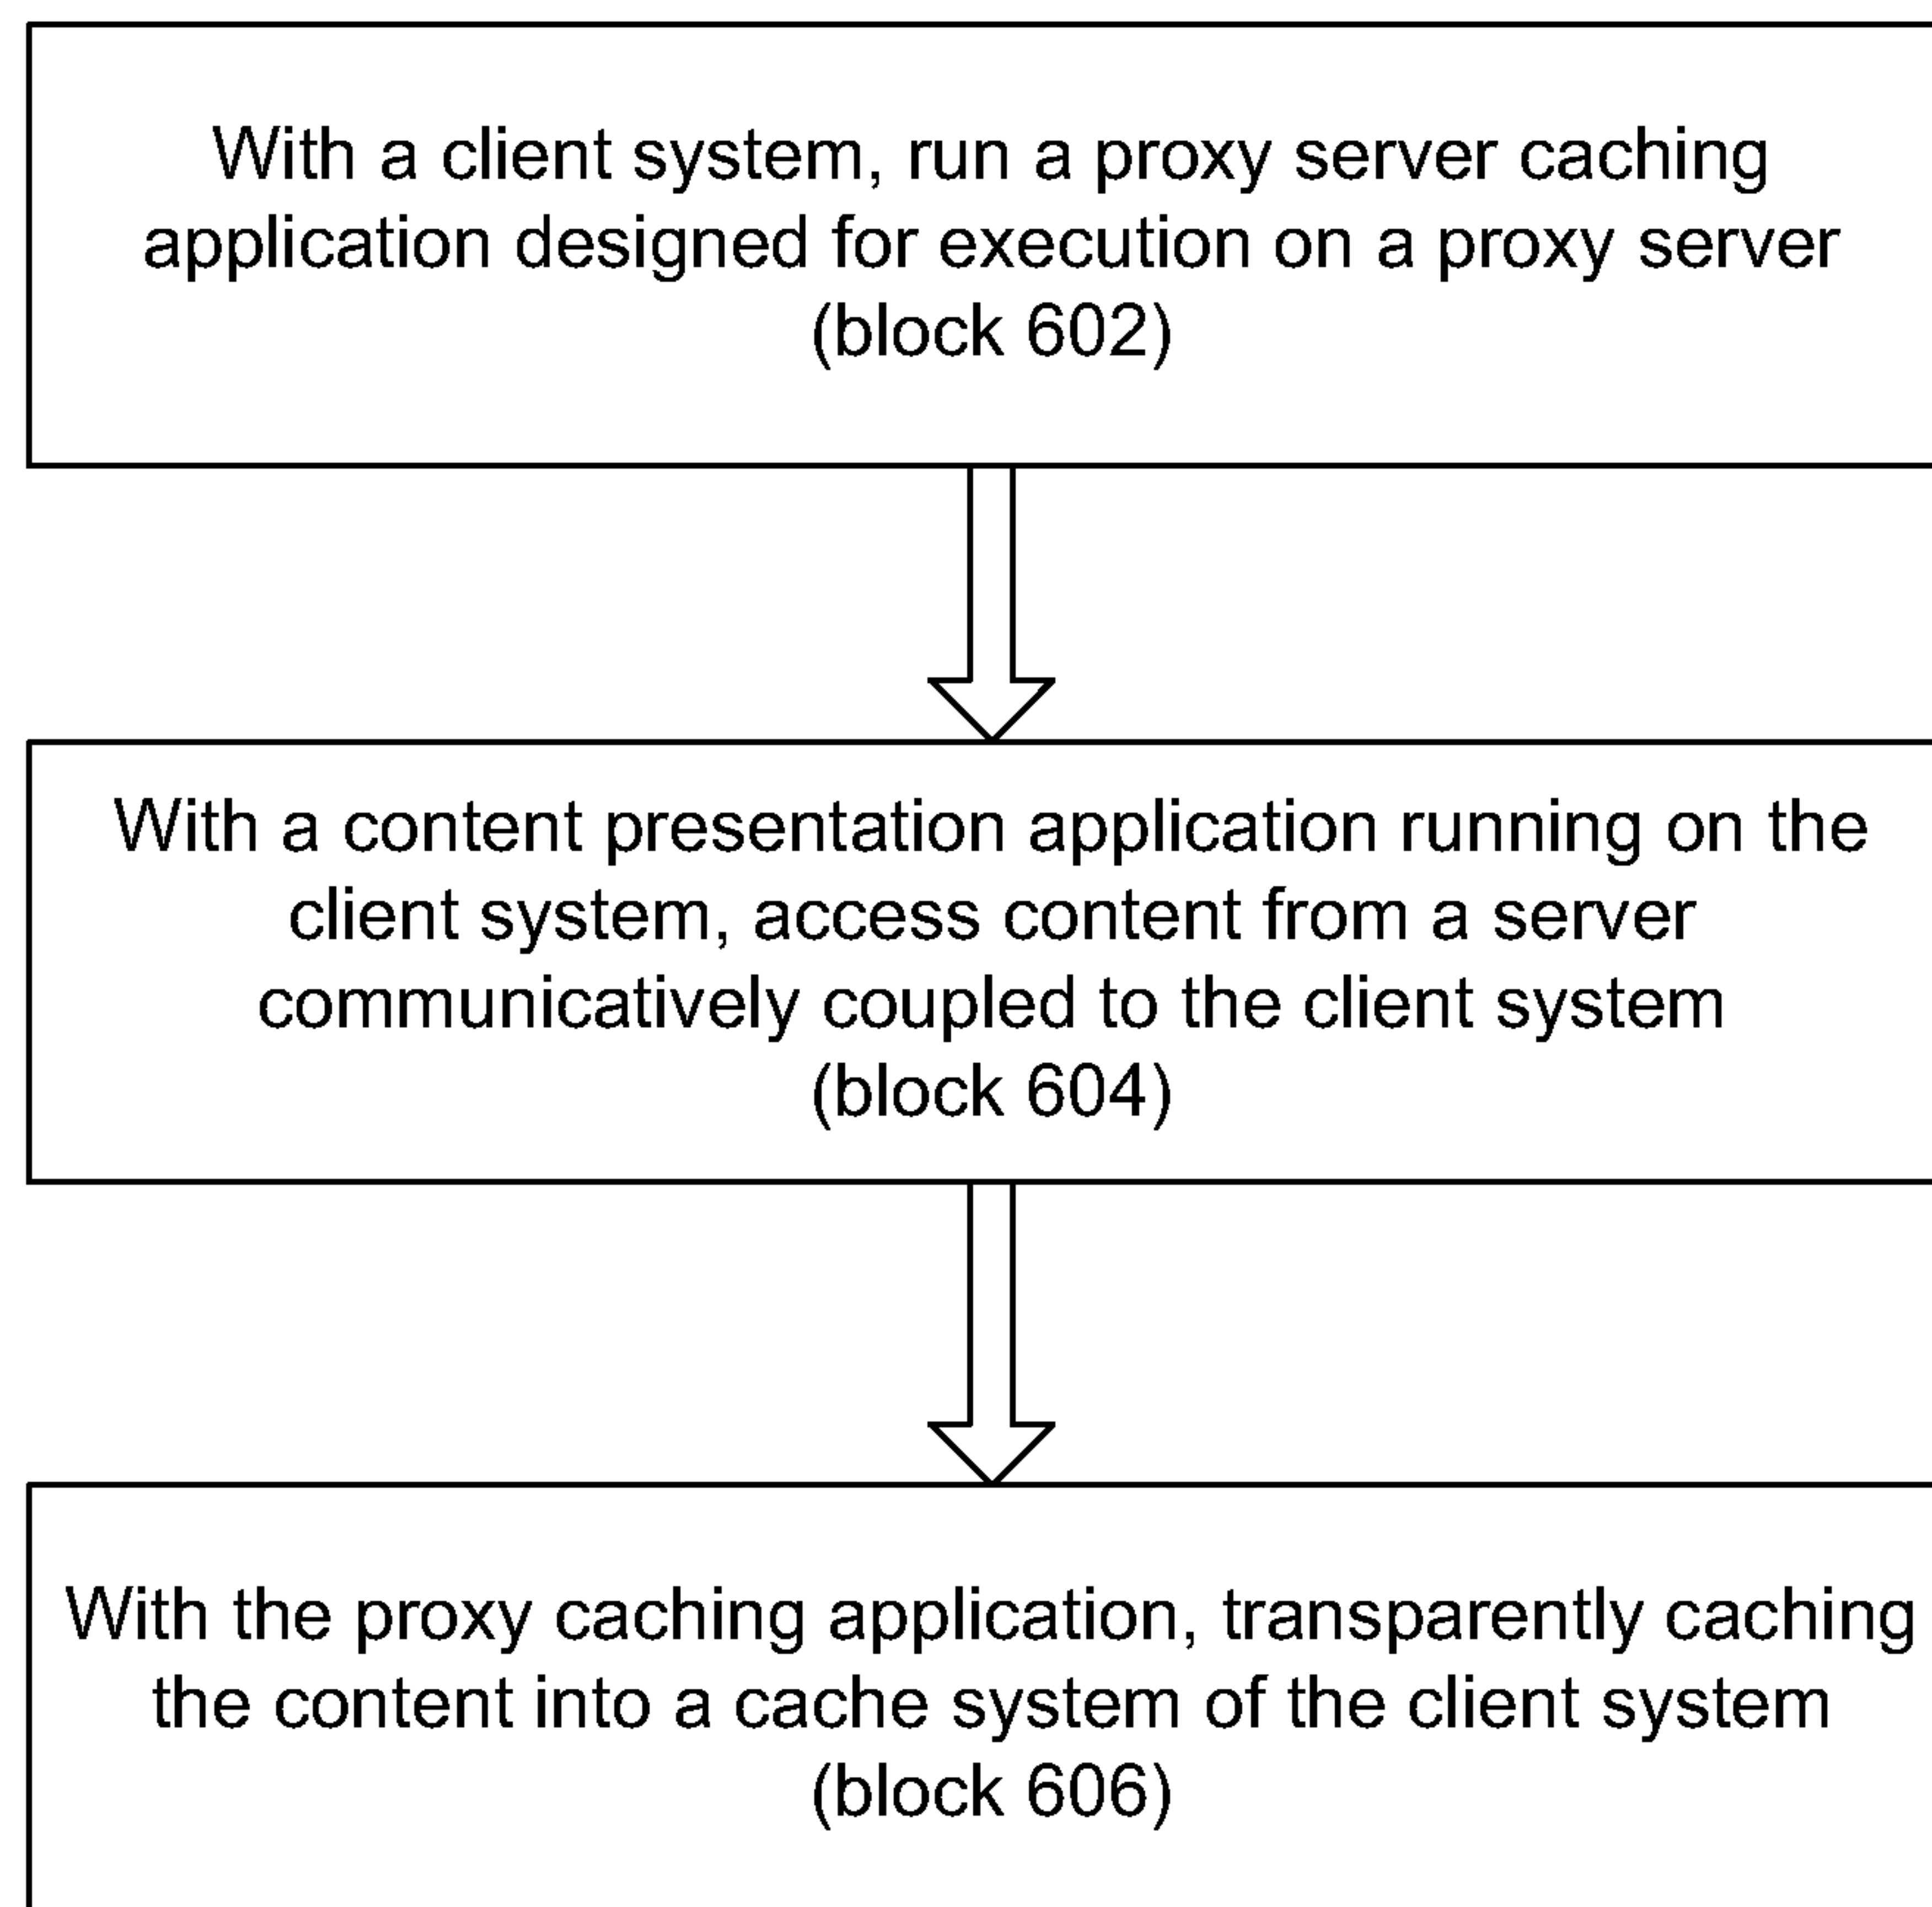 With a client system, run a proxy server caching
application designed for execution on a proxy server
(block 602)
With a content presentation application running on the
client system, access content from a server
communicatively coupled to the client system
(block 604)
With the proxy caching application, transparently caching
the content into a cache system of the client system
(block 606)